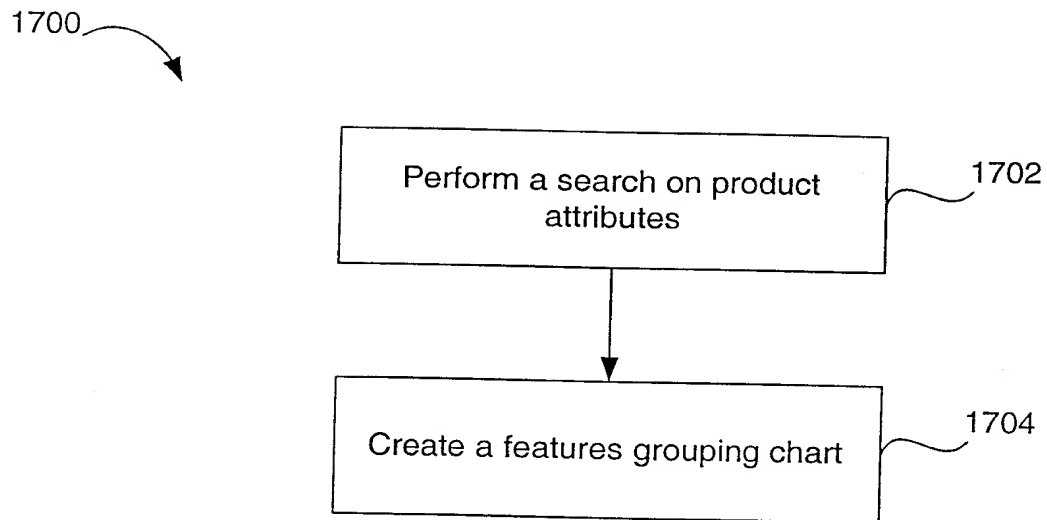 1700
Perform a search on product
attributes
1702
Create a features grouping chart
1704